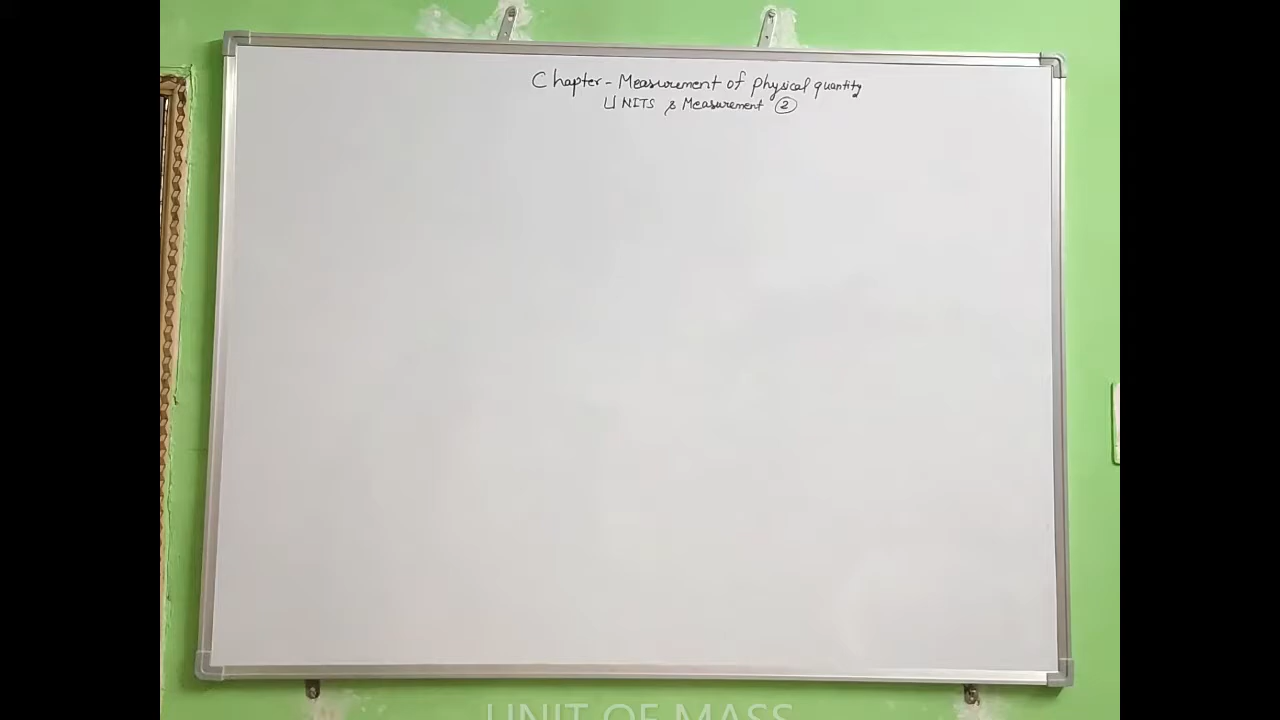 Chapter - Measurement of Physical quantity
UNITS & Measurement ②
UNIT OF MASS